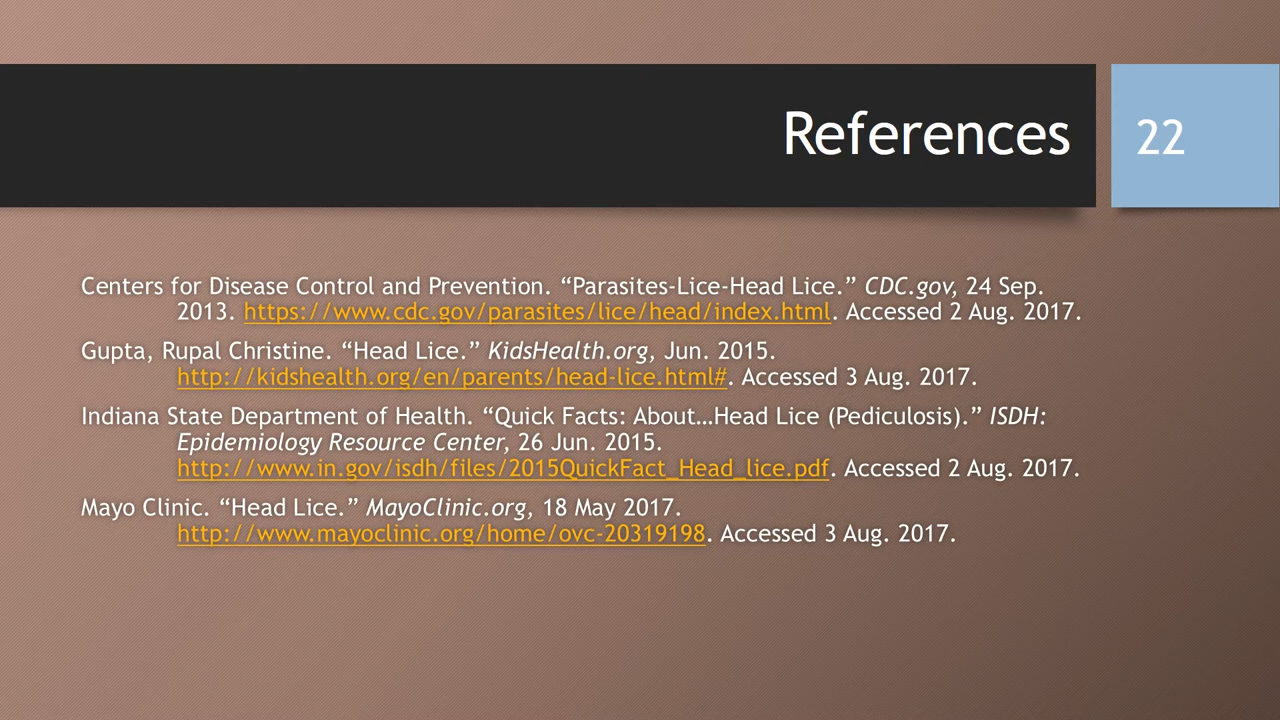 References
22
Centers for Disease Control and Prevention. “Parasites-Lice-Head Lice.” CDC.gov, 24 Sep.
2013. https://www.cdc.gov/parasites/lice/head/index.html. Accessed 2 Aug. 2017.
Gupta, Rupal Christine. “Head Lice.” KidsHealth.org, Jun. 2015.
http://kidshealth.org/en/parents/head-lice.html#. Accessed 3 Aug. 2017.
Indiana State Department of Health. “Quick Facts: About…Head Lice (Pediculosis).” ISDH:
Epidemiology Resource Center, 26 Jun. 2015.
http://www.in.gov/isdh/files/2015QuickFact_Head_lice.pdf. Accessed 2 Aug. 2017.
Mayo Clinic. “Head Lice.” MayoClinic.org, 18 May 2017.
http://www.mayoclinic.org/home/ovc-20319198. Accessed 3 Aug. 2017.